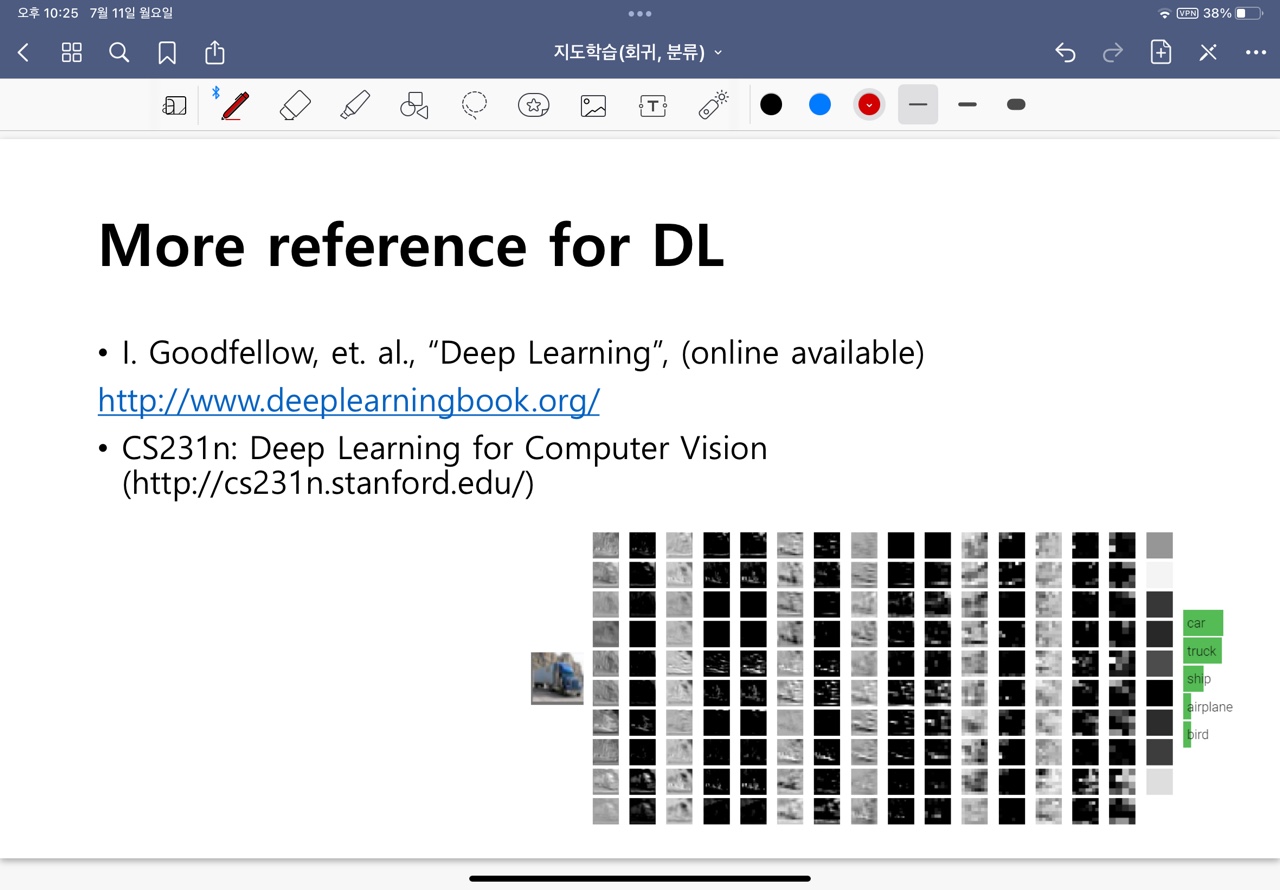 오후 10:25 7월 11일 월요일
VPN 38%
지도학습(회귀, 분류)
T
More reference for DL
• I. Goodfellow, et. al., “Deep Learning”, (online available)
http://www.deeplearningbook.org/
• CS231n: Deep Learning for Computer Vision
(http://cs231n.stanford.edu/)
car
truck
ship
airplane
bird